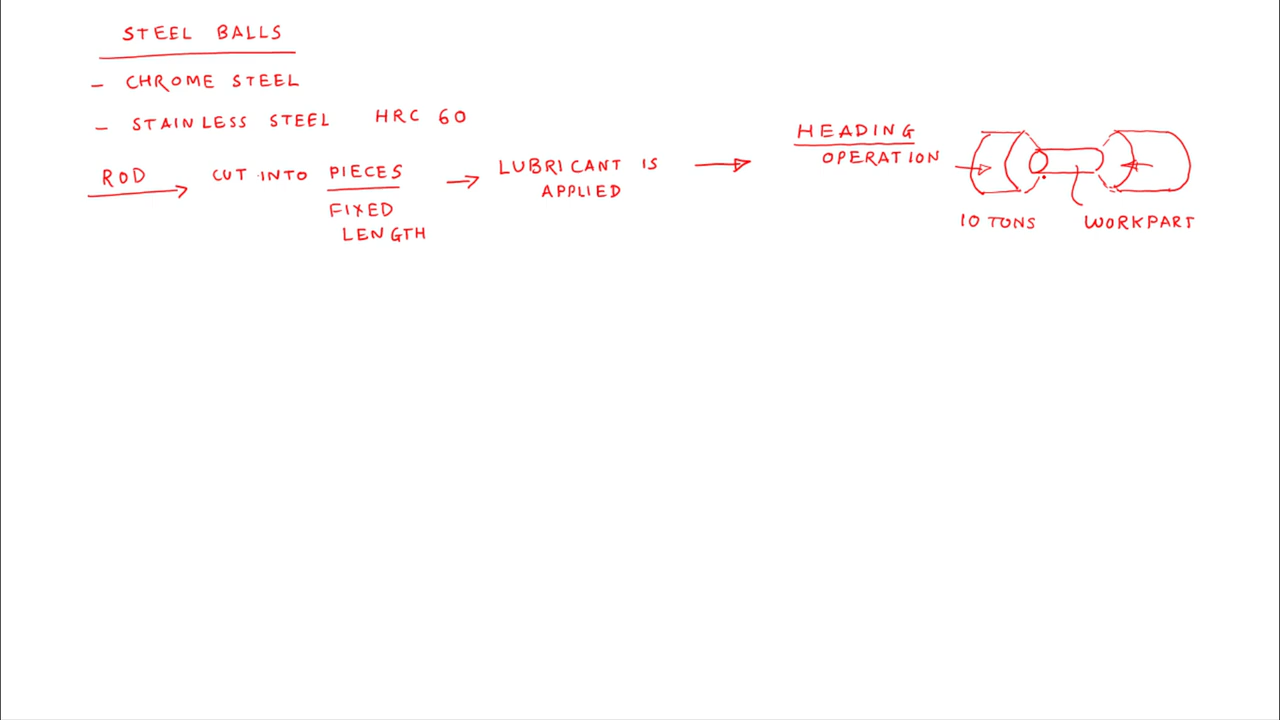 STEEL BALLS
- CHROME STEEL
- STAINLESS STEEL HRC 60
ROD → CUT INTO PIECES → LUBRICANT IS → HEADING
APPLIED OPERATION
FIXED
LENGTH
10 TONS WORKPART